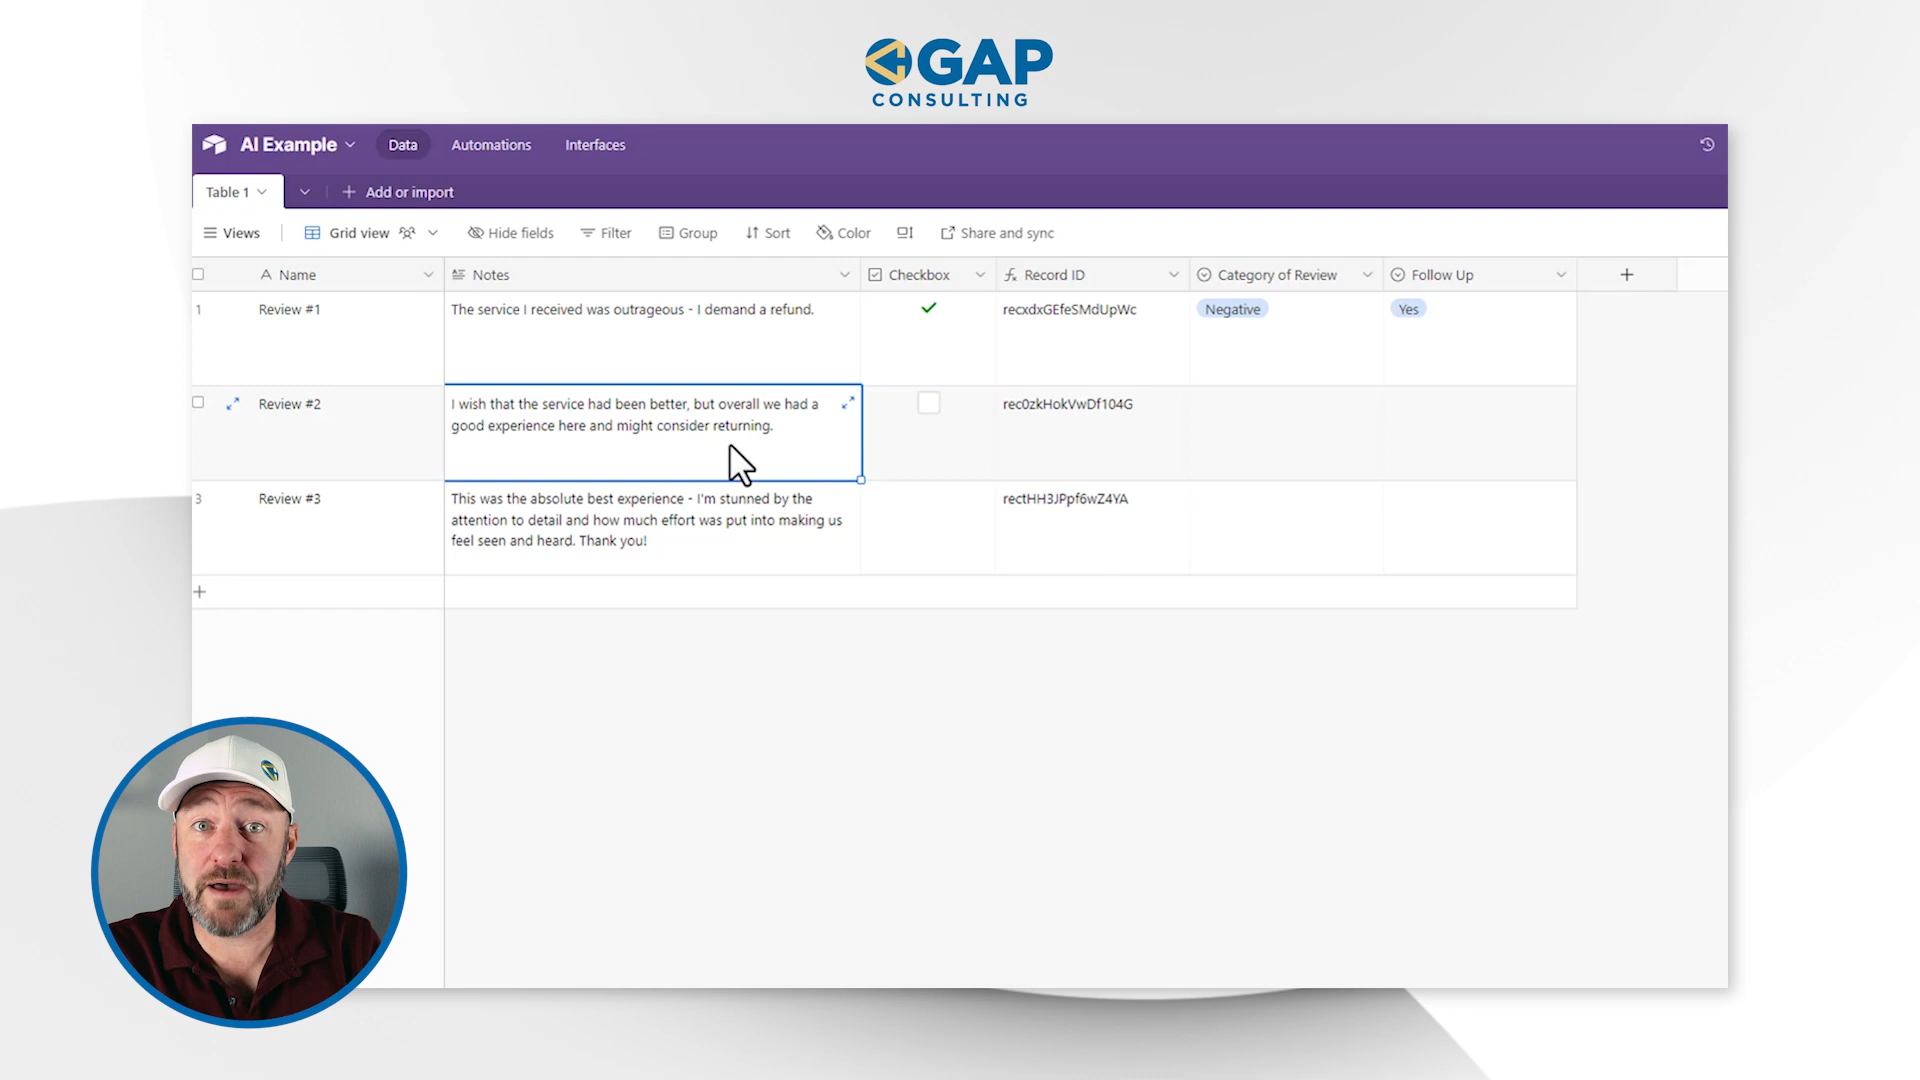 GAP
CONSULTING
AI Example
Data
Automations
Interfaces
Table 1
Add or import
Views
Grid view
Hide fields
Filter
Group
Sort
Color
Share and sync
Name
Notes
Checkbox
Record ID
Category of Review
Follow Up
1
Review #1
The service I received was outrageous - I demand a refund.
recxdxGEfeSMdUpWc
Negative
Yes
Review #2
I wish that the service had been better, but overall we had a
good experience here and might consider returning.
rec0zkHokVwDf104G
3
Review #3
This was the absolute best experience - I'm stunned by the
attention to detail and how much effort was put into making us
feel seen and heard. Thank you!
rectHH3JPpf6wZ4YA